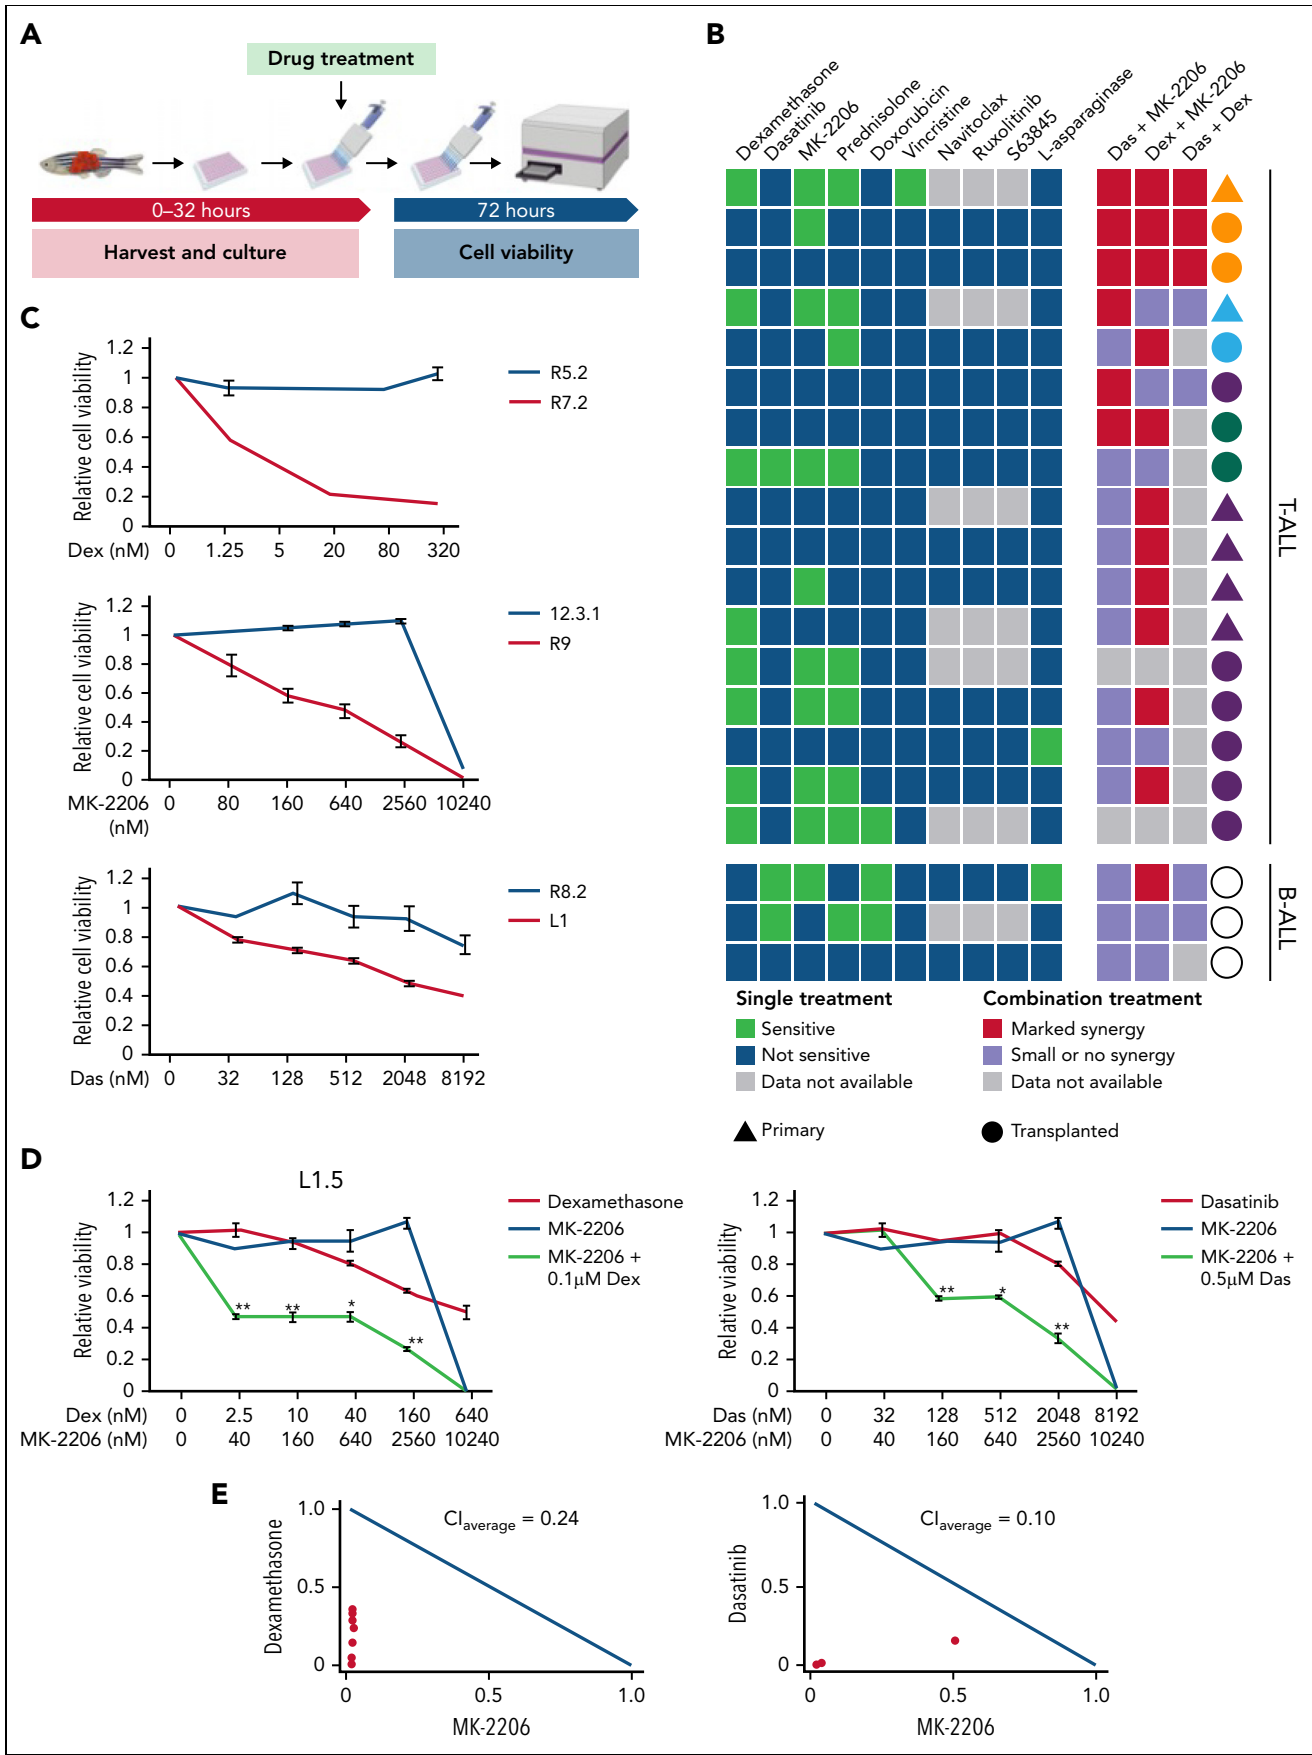 A
Drug treatment
0–32 hours
72 hours
Harvest and culture
Cell viability
B
Dexamethasone
Dasatinib
MK-2206
Prednisolone
Doxorubicin
Vincristine
Navitoclax
Ruxolitinib
S63845
L-asparaginase
Das + MK-2206
Dex + MK-2206
Das + Dex
T-ALL
B-ALL
Single treatment
Sensitive
Not sensitive
Data not available
Primary
Combination treatment
Marked synergy
Small or no synergy
Data not available
Transplanted
C
Relative cell viability
1.2
1
0.8
0.6
0.4
0.2
0
Dex (nM) 0 1.25 5 20 80 320
R5.2
R7.2
Relative cell viability
1.2
1
0.8
0.6
0.4
0.2
0
MK-2206 0 80 160 640 2560 10240
(nM)
12.3.1
R9
Relative cell viability
1.2
1
0.8
0.6
0.4
0.2
0
Das (nM) 0 32 128 512 2048 8192
R8.2
L1
D
L1.5
Relative viability
1.2
1
0.8
0.6
0.4
0.2
0
** ** * **
Dex (nM) 0 2.5 10 40 160 640
MK-2206 (nM) 0 40 160 640 2560 10240
Dexamethasone
MK-2206
MK-2206 +
0.1μM Dex
Relative viability
1.2
1
0.8
0.6
0.4
0.2
0
** * **
Das (nM) 0 32 128 512 2048 8192
MK-2206 (nM) 0 40 160 640 2560 10240
Dasatinib
MK-2206
MK-2206 +
0.5μM Das
E
Dexamethasone
1.0
0.5
0
CIaverage = 0.24
0 0.5 1.0
MK-2206
Dasatinib
1.0
0.5
0
CIaverage = 0.10
0 0.5 1.0
MK-2206